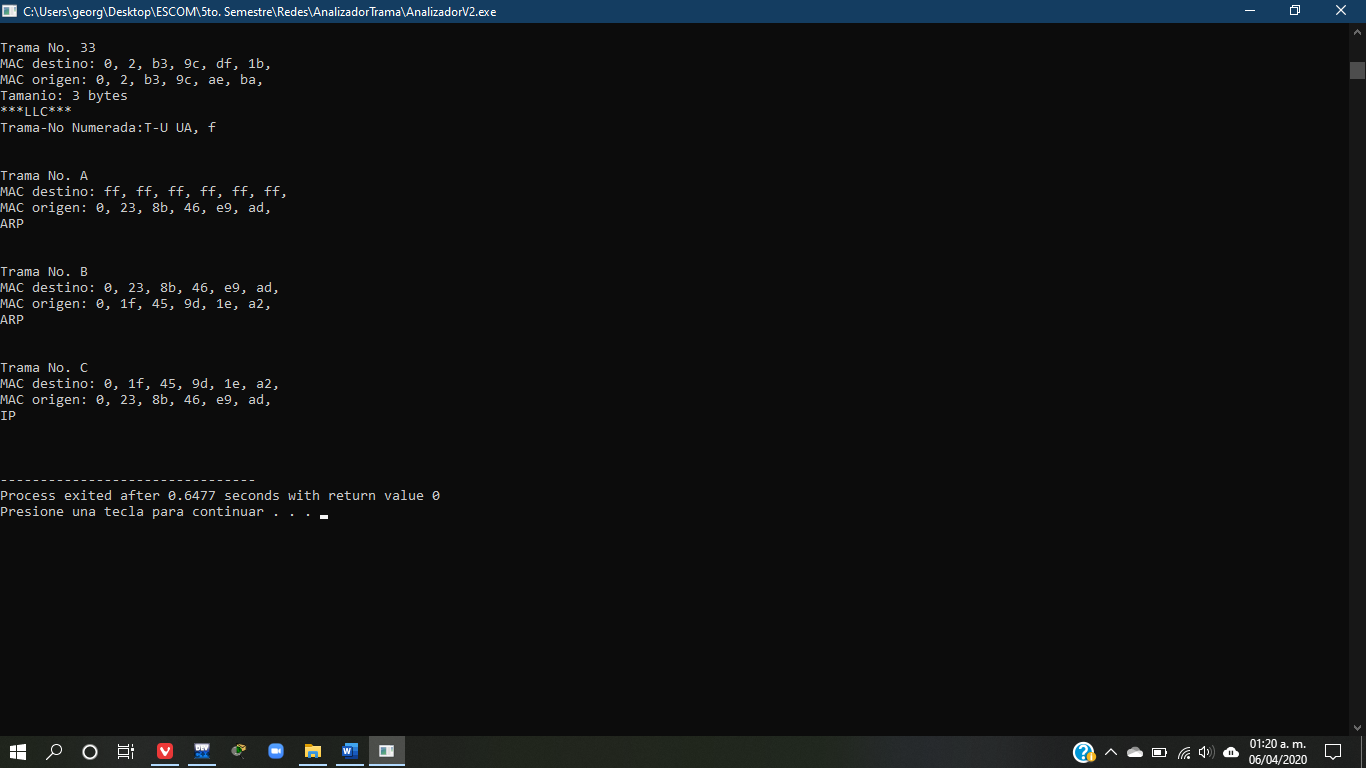 C:\Users\georg\Desktop\ESCOM\5to. Semestre\Redes\AnalizadorTrama\AnalizadorV2.exe
Trama No. 33
MAC destino: 0, 2, b3, 9c, df, 1b,
MAC origen: 0, 2, b3, 9c, ae, ba,
Tamanio: 3 bytes
***LLC***
Trama-No Numerada:T-U UA, f
Trama No. A
MAC destino: ff, ff, ff, ff, ff, ff,
MAC origen: 0, 23, 8b, 46, e9, ad,
ARP
Trama No. B
MAC destino: 0, 23, 8b, 46, e9, ad,
MAC origen: 0, 1f, 45, 9d, 1e, a2,
ARP
Trama No. C
MAC destino: 0, 1f, 45, 9d, 1e, a2,
MAC origen: 0, 23, 8b, 46, e9, ad,
IP
--------------------------------
Process exited after 0.6477 seconds with return value 0
Presione una tecla para continuar . . .
DEV
W
01:20 a. m.
06/04/2020